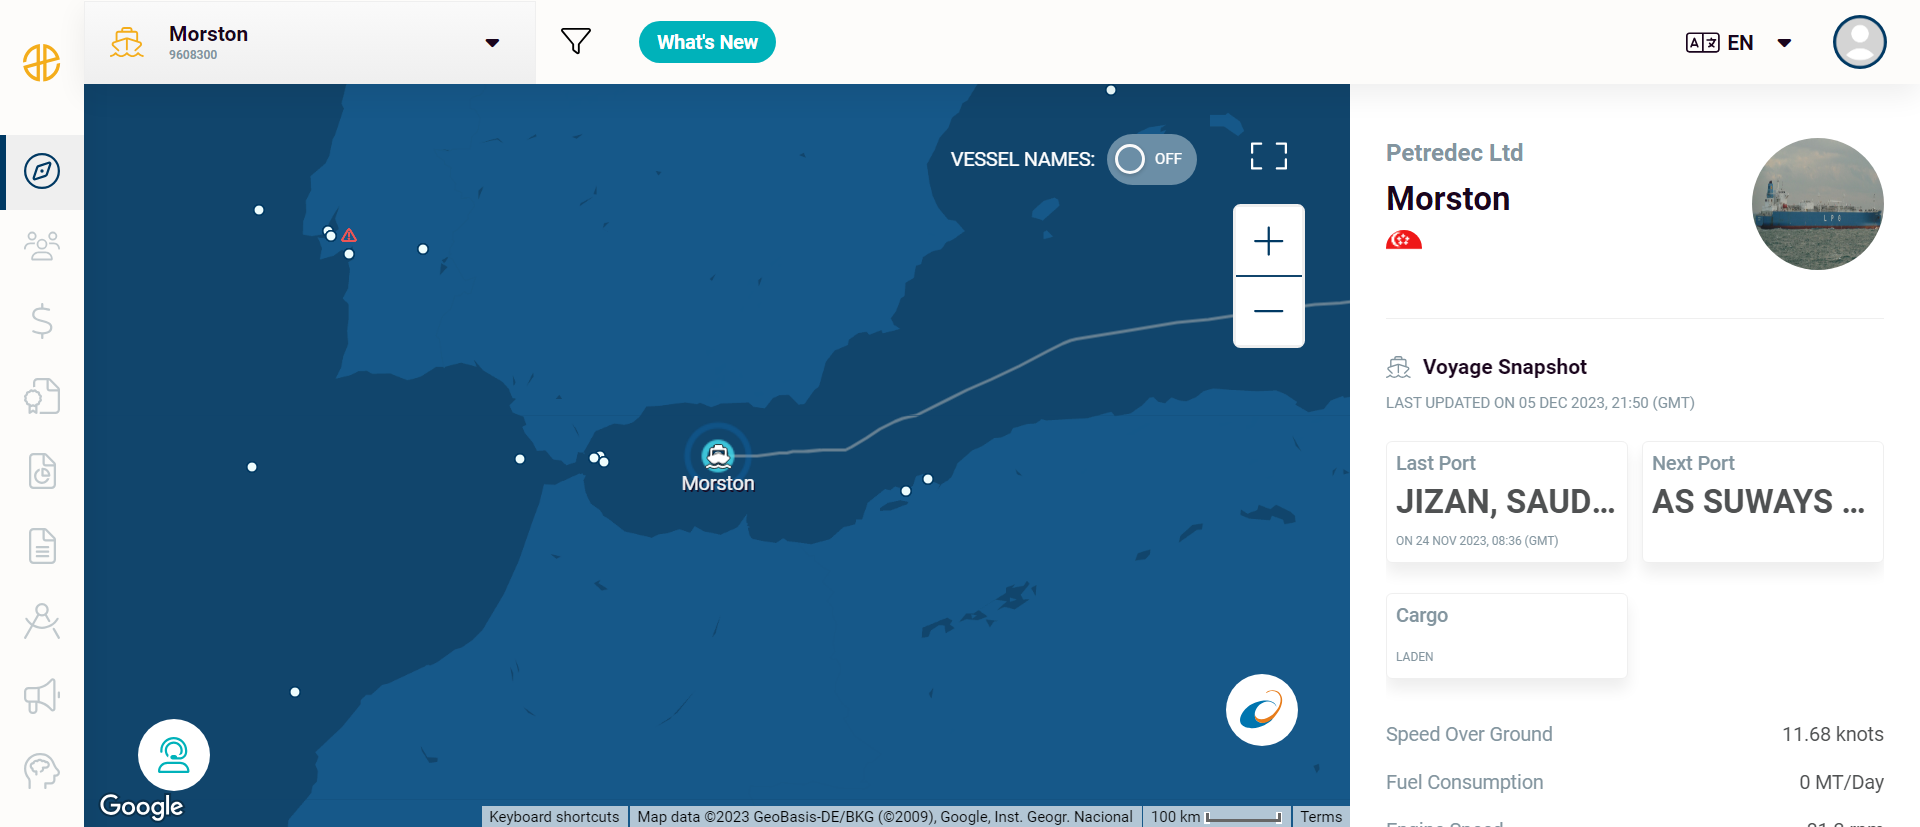 Morston
9608300
What's New
EN
VESSEL NAMES:
OFF
Morston
Google
Keyboard shortcuts
Map data ©2023 GeoBasis-DE/BKG (©2009), Google, Inst. Geogr. Nacional
100 km
Terms
Petredec Ltd
Morston
LPG
Voyage Snapshot
LAST UPDATED ON 05 DEC 2023, 21:50 (GMT)
Last Port
JIZAN, SAUD...
ON 24 NOV 2023, 08:36 (GMT)
Next Port
AS SUWAYS ...
Cargo
LADEN
Speed Over Ground
11.68 knots
Fuel Consumption
0 MT/Day